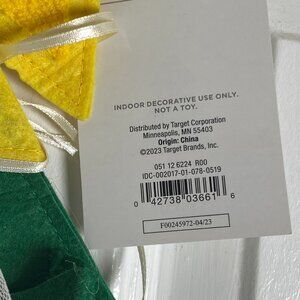 INDOOR DECORATIVE USE ONLY.
NOT A TOY.
Distributed by Target Corporation
Minneapolis, MN 55403
Origin: China
©2023 Target Brands, Inc.
051 12 6224 R00
IDC-002017-01-078-0519
0 42738 03661 6
F00245972-04/23